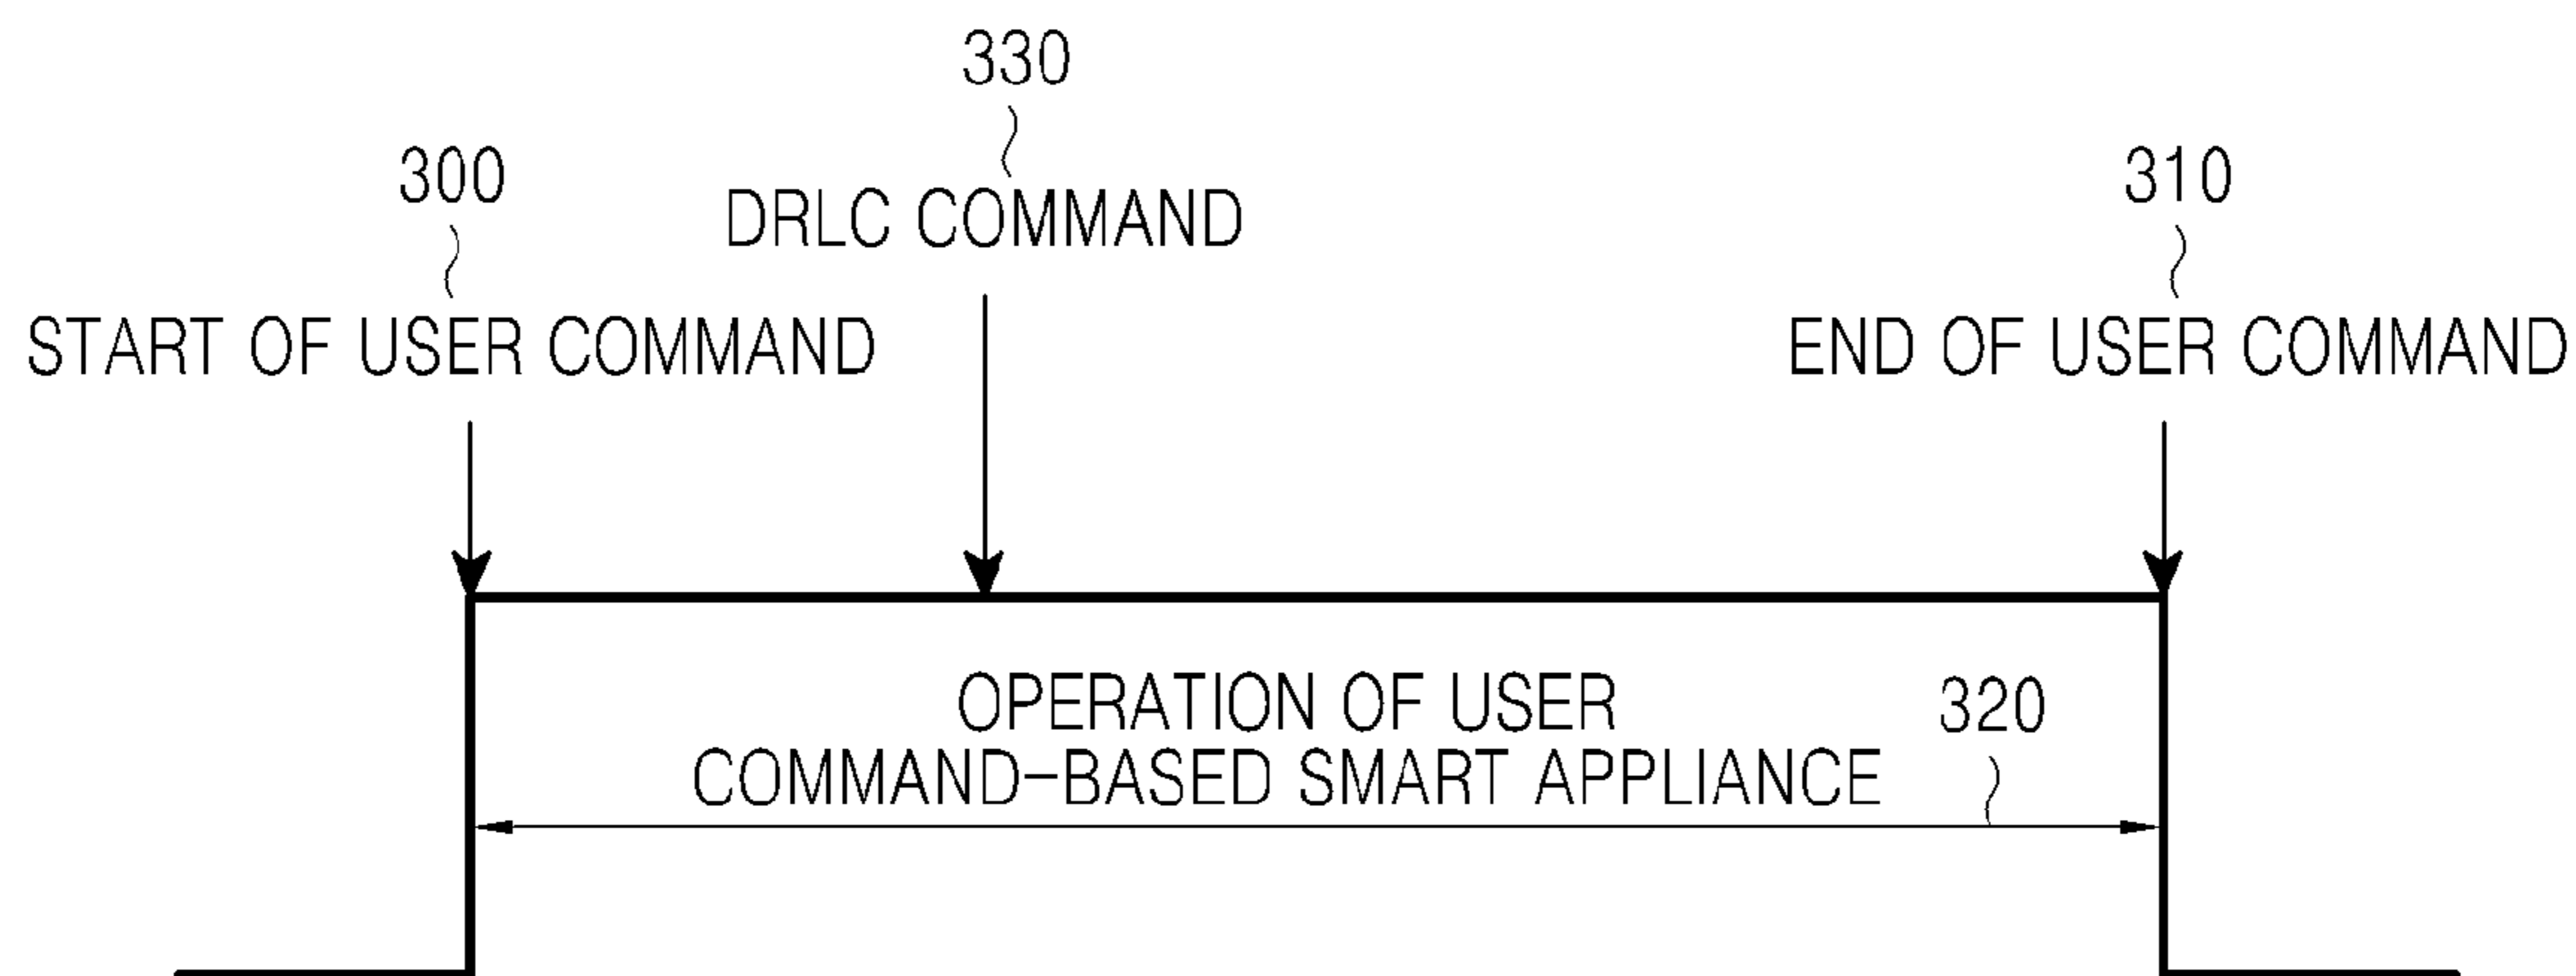 330
300
310
DRLC COMMAND
START OF USER COMMAND
END OF USER COMMAND
OPERATION OF USER
320
COMMAND-BASED SMART APPLIANCE